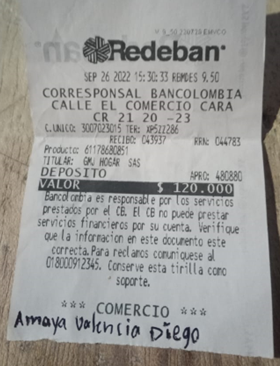 Redeban
SEP 26 2022 15:30:33 RBMDES 9.50
CORRESPONSAL BANCOLOMBIA
CALLE EL COMERCIO CARA
CR 21 20 -23
C.UNICO: 3007023015 TER: XP5ZZ286
RECIBO: 043937 RRN: 044783
Producto: 61178680851
TITULAR: GMJ HOGAR SAS
DEPOSITO APRO: 480880
VALOR $ 120.000
Bancolombia es responsable por los servicios
prestados por el CB. El CB no puede prestar
servicios financieros por su cuenta. Verifique
que la informacion en este documento este
correcta. Para reclamos comuniquese al
018000912345. Conserve esta tirilla como
soporte.
*** COMERCIO ***
Amaya Valencia Diego